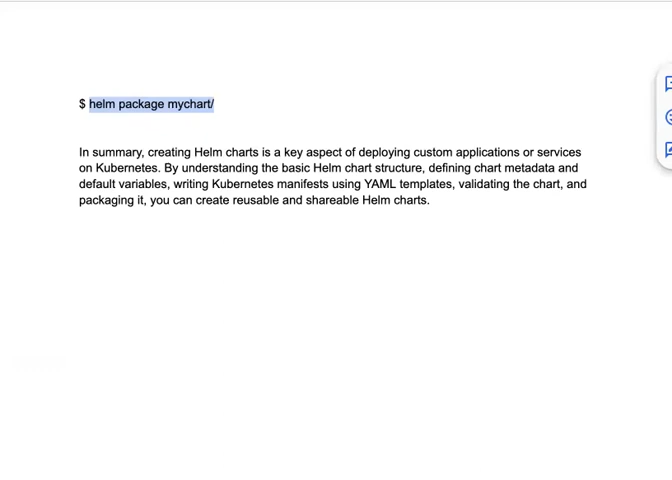 $ helm package mychart/
In summary, creating Helm charts is a key aspect of deploying custom applications or services
on Kubernetes. By understanding the basic Helm chart structure, defining chart metadata and
default variables, writing Kubernetes manifests using YAML templates, validating the chart, and
packaging it, you can create reusable and shareable Helm charts.